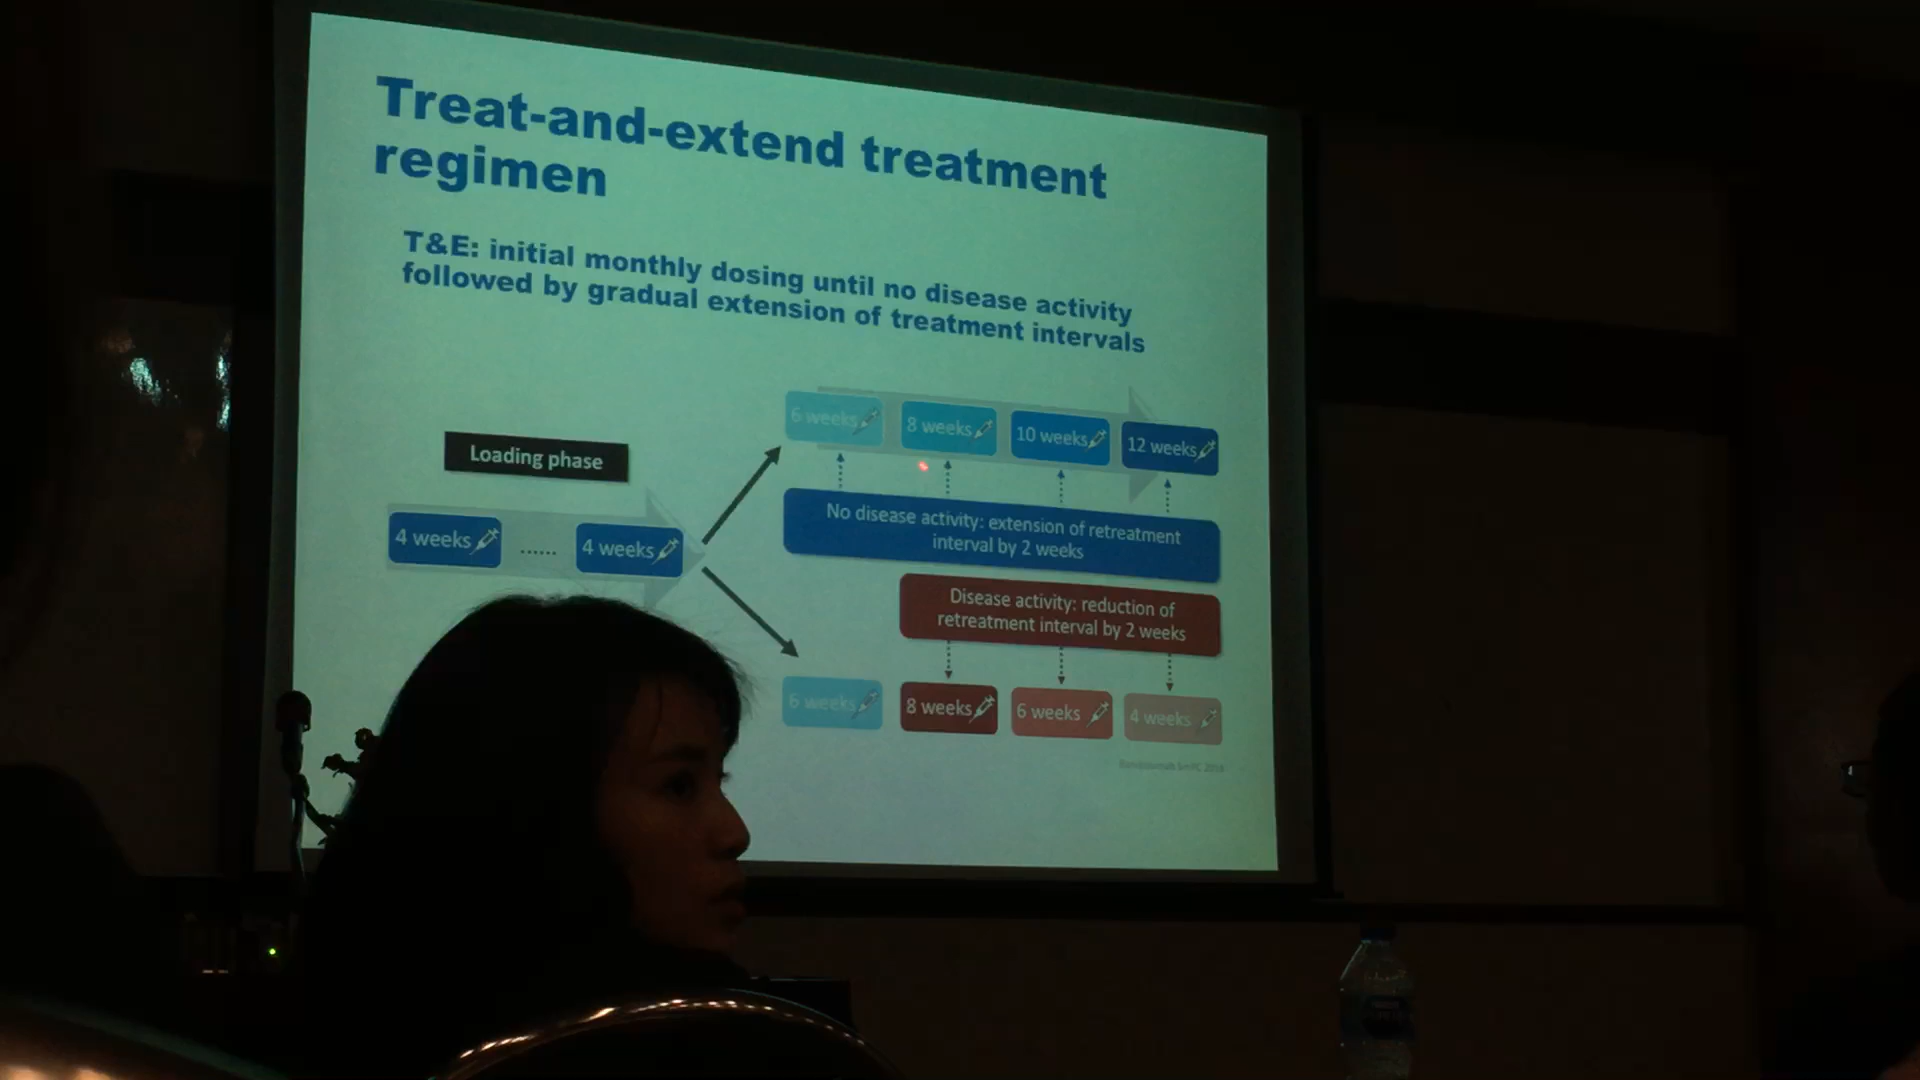 Treat-and-extend treatment
regimen
T&E: initial monthly dosing until no disease activity
followed by gradual extension of treatment intervals
Loading phase
4 weeks
......
4 weeks
6 weeks
8 weeks
10 weeks
12 weeks
No disease activity: extension of retreatment
interval by 2 weeks
Disease activity: reduction of
retreatment interval by 2 weeks
6 weeks
8 weeks
6 weeks
4 weeks